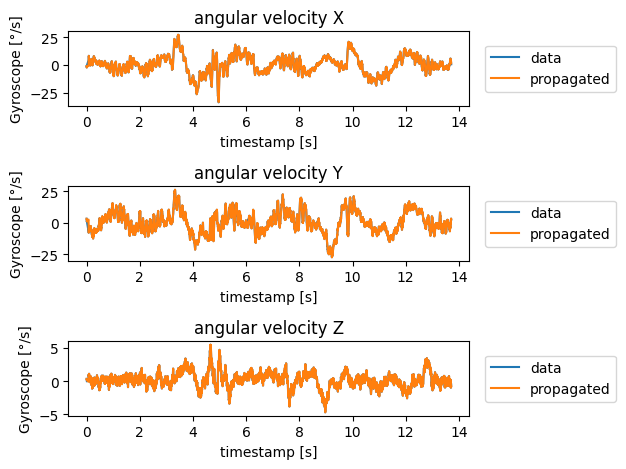 angular velocity X
Gyroscope [°/s]
25
0
−25
0 2 4 6 8 10 12 14
timestamp [s]
data
propagated
angular velocity Y
Gyroscope [°/s]
25
0
−25
0 2 4 6 8 10 12 14
timestamp [s]
data
propagated
angular velocity Z
Gyroscope [°/s]
5
0
−5
0 2 4 6 8 10 12 14
timestamp [s]
data
propagated